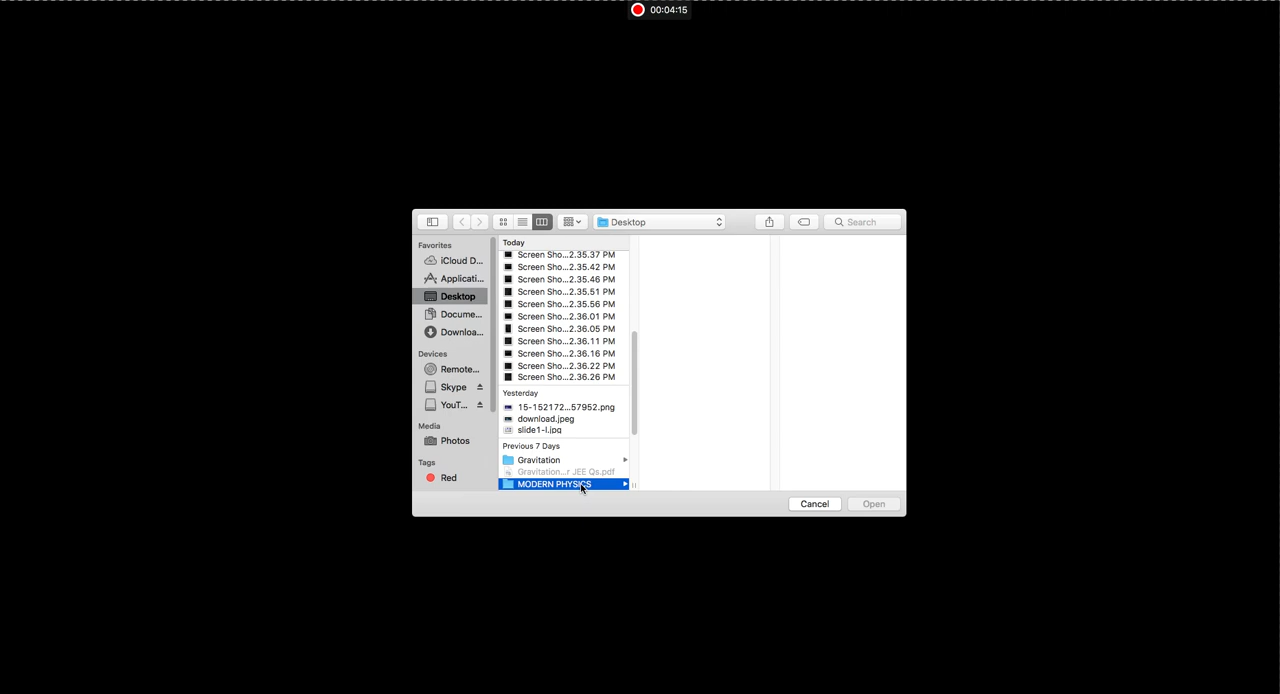 00:04:15
Desktop
Search
Favorites
iCloud D...
Applicati...
Desktop
Docume...
Downloa...
Devices
Remote...
Skype
YouT...
Media
Photos
Tags
Red
Today
Screen Sho...2.35.37 PM
Screen Sho...2.35.42 PM
Screen Sho...2.35.46 PM
Screen Sho...2.35.51 PM
Screen Sho...2.35.56 PM
Screen Sho...2.36.01 PM
Screen Sho...2.36.05 PM
Screen Sho...2.36.11 PM
Screen Sho...2.36.16 PM
Screen Sho...2.36.22 PM
Screen Sho...2.36.26 PM
Yesterday
15-152172...57952.png
download.jpeg
slide1-l.jpg
Previous 7 Days
Gravitation
Gravitation...r JEE Qs.pdf
MODERN PHYSICS
Cancel
Open